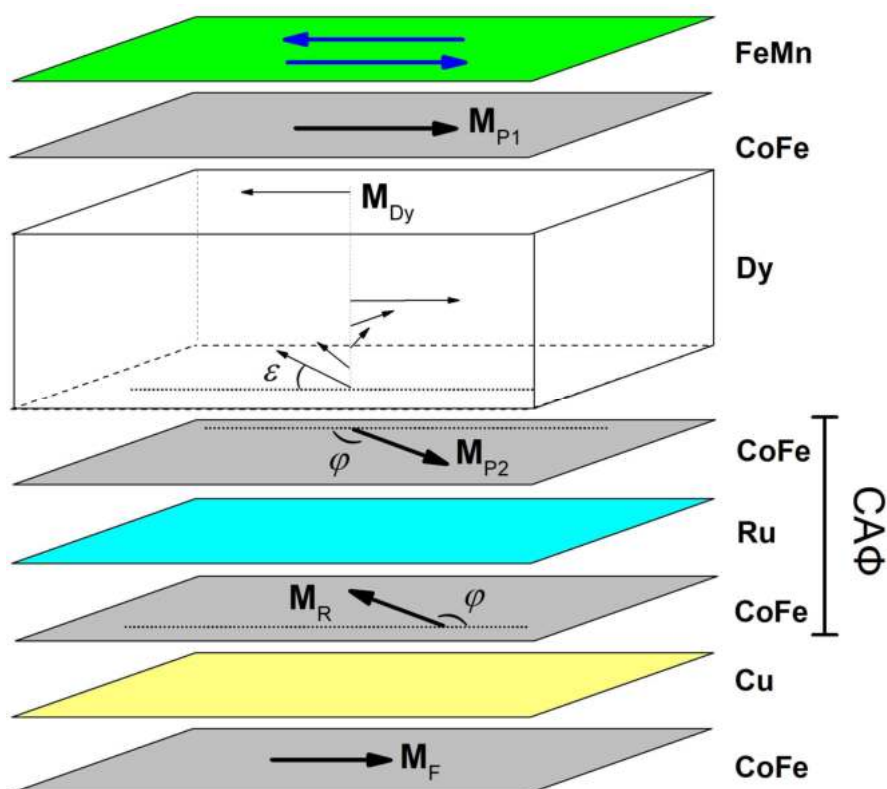 FeMn
M_P1
CoFe
M_Dy
Dy
ε
CoFe
φ
M_P2
Ru
САФ
M_R
φ
CoFe
Cu
M_F
CoFe